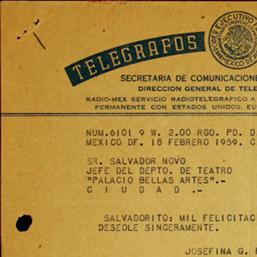 TELEGRAFOS
SECRETARIA DE COMUNICACIONE
DIRECCION GENERAL DE TELE
RADIO-MEX SERVICIO RADIOTELEGRAFICO A
PERMANENTE CON ESTADOS UNIDOS, EU
NUM.6101 9 W. 2.00 RGO. PD. D
MEXICO DF. 18 FEBRERO 1959. C
SR. SALVADOR NOVO
JEFE DEL DEPTO. DE TEATRO
"PALACIO BELLAS ARTES".-
C I U D A D.-
SALVADORITO: MIL FELICITAC
DESEOLE SINCERAMENTE.
JOSEFINA G.